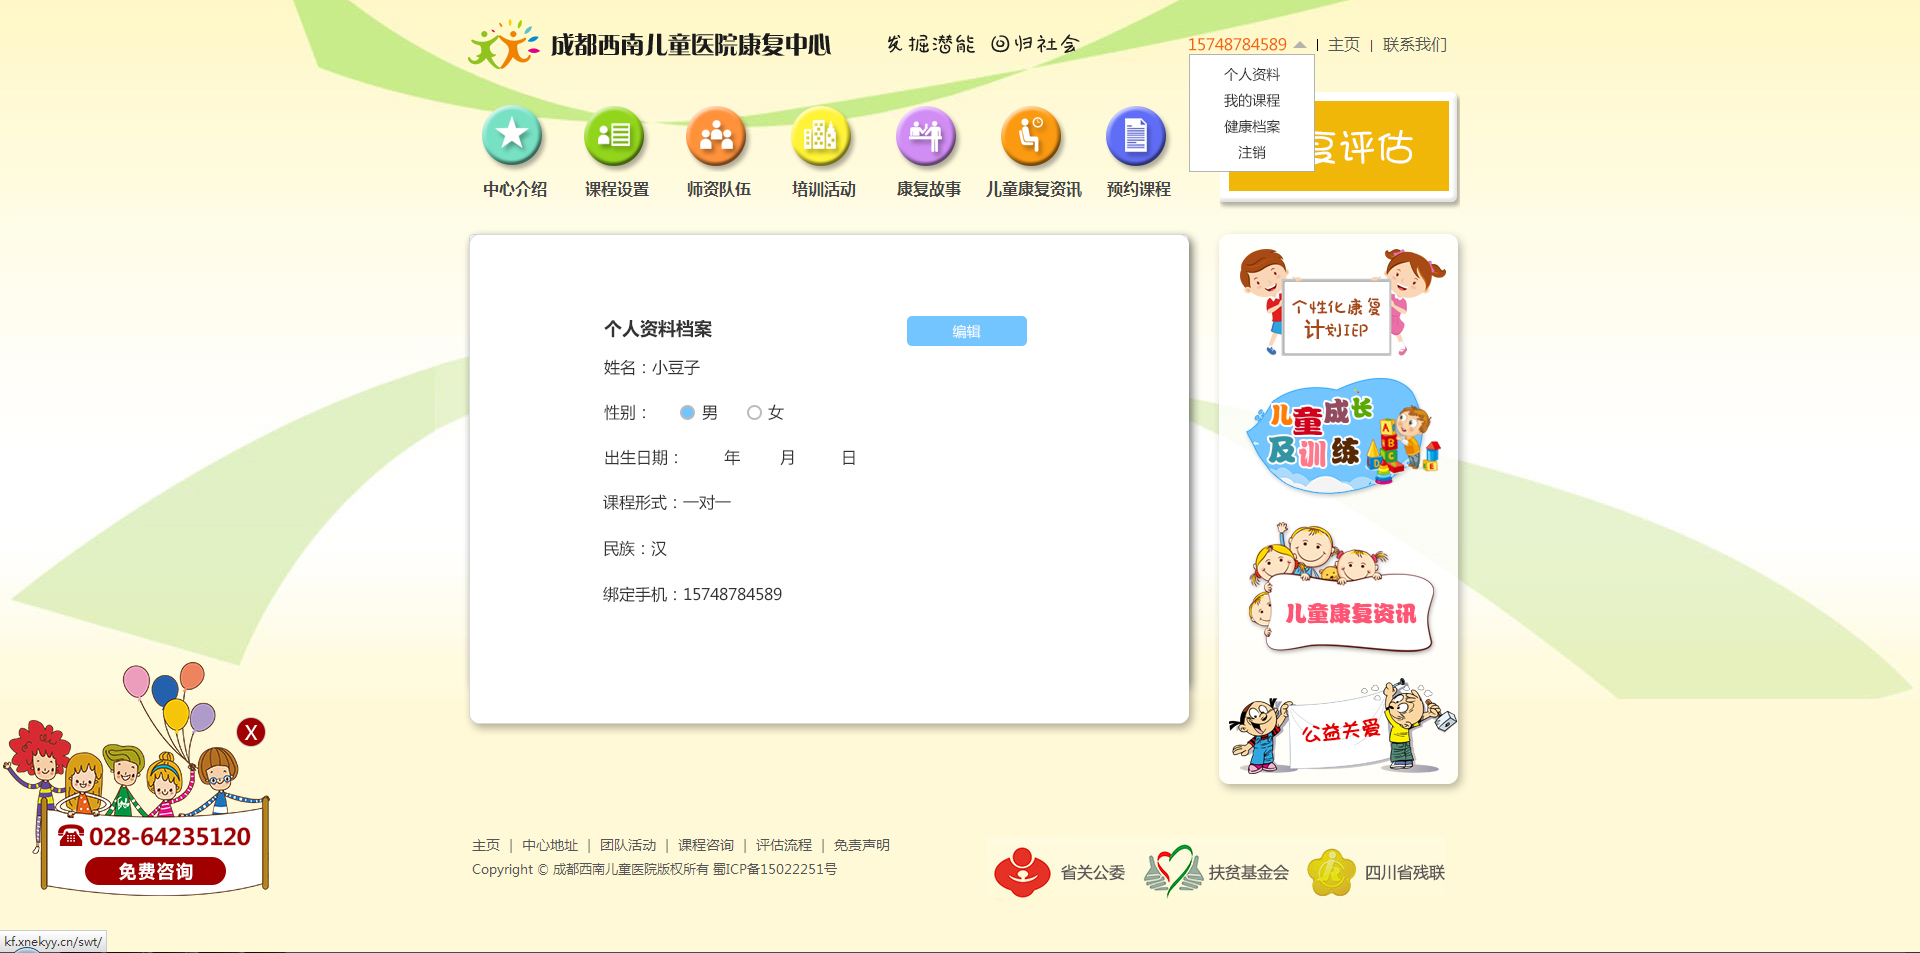 成都西南儿童医院康复中心
发掘潜能 回归社会
15748784589 | 主页 | 联系我们
个人资料
我的课程
健康档案
注销
复评估
中心介绍 课程设置 师资队伍 培训活动 康复故事 儿童康复资讯 预约课程
个人资料档案
编辑
姓名：小豆子
性别： 男 女
出生日期： 年 月 日
课程形式：一对一
民族：汉
绑定手机：15748784589
个性化康复
计划IEP
儿童成长
及训练
A
B
C
D
E
儿童康复资讯
公益关爱
X
028-64235120
免费咨询
主页 | 中心地址 | 团队活动 | 课程咨询 | 评估流程 | 免责声明
Copyright © 成都西南儿童医院版权所有 蜀ICP备15022251号
省关公委 扶贫基金会 四川省残联
kf.xnekyy.cn/swt/